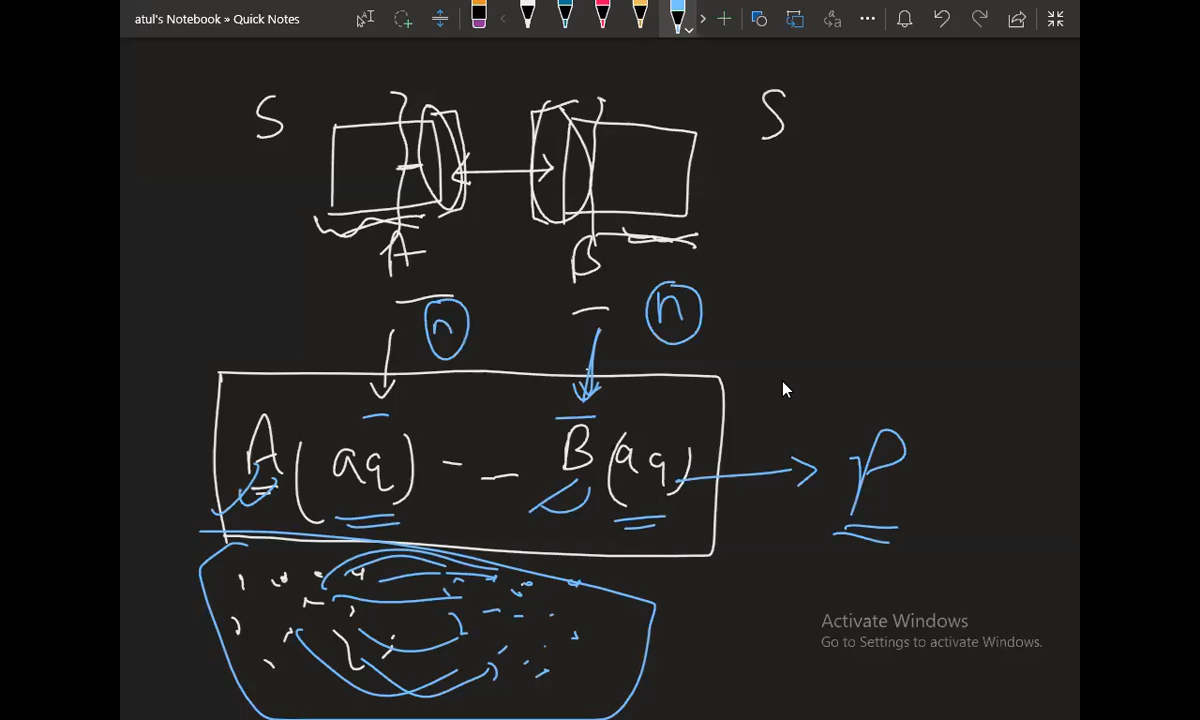 atul's Notebook » Quick Notes
S S
A B
n n
A (aq) - - B (aq) → P
Activate Windows
Go to Settings to activate Windows.